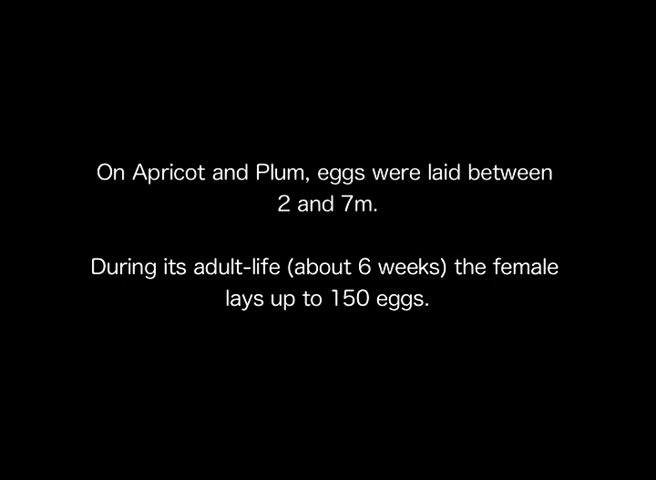 On Apricot and Plum, eggs were laid between
2 and 7m.
During its adult-life (about 6 weeks) the female
lays up to 150 eggs.